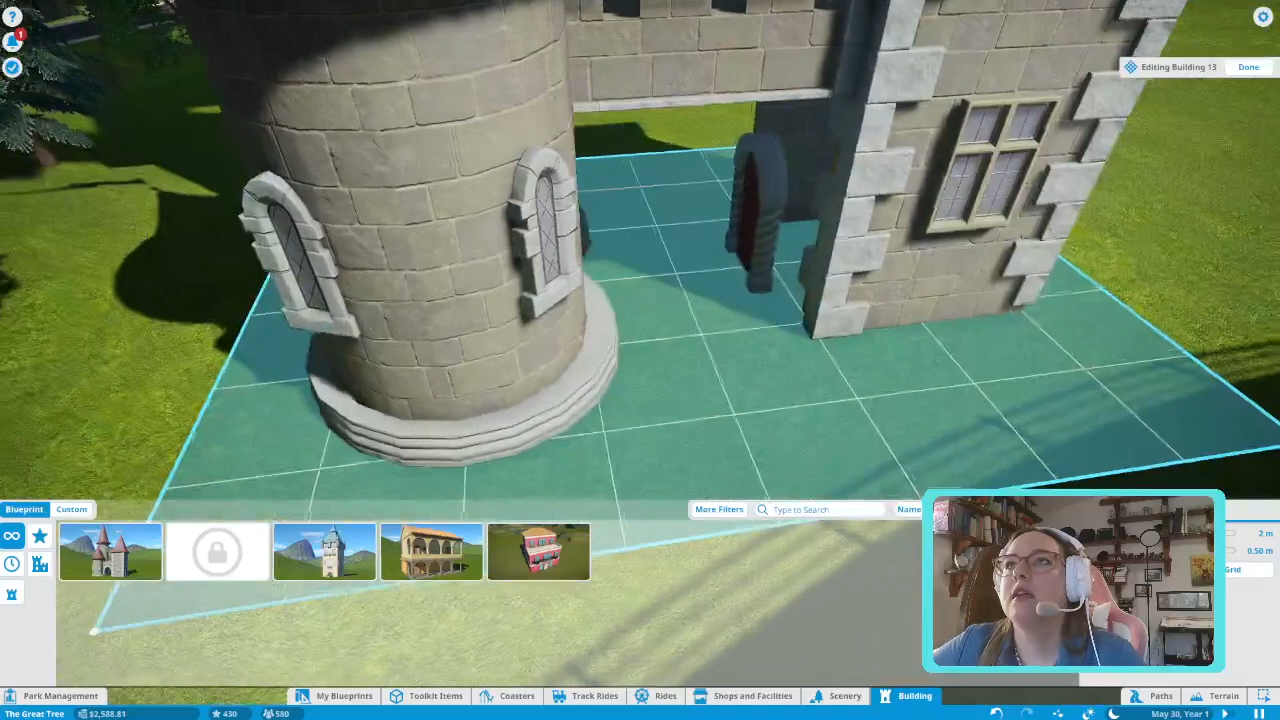 1
Editing Building 13
Done
Blueprint
Custom
More Filters
Type to Search
Name
2 m
0.50 m
Grid
Park Management
My Blueprints
Toolkit Items
Coasters
Track Rides
Rides
Shops and Facilities
Scenery
Building
Paths
Terrain
The Great Tree
$2,588.81
430
580
May 30, Year 1